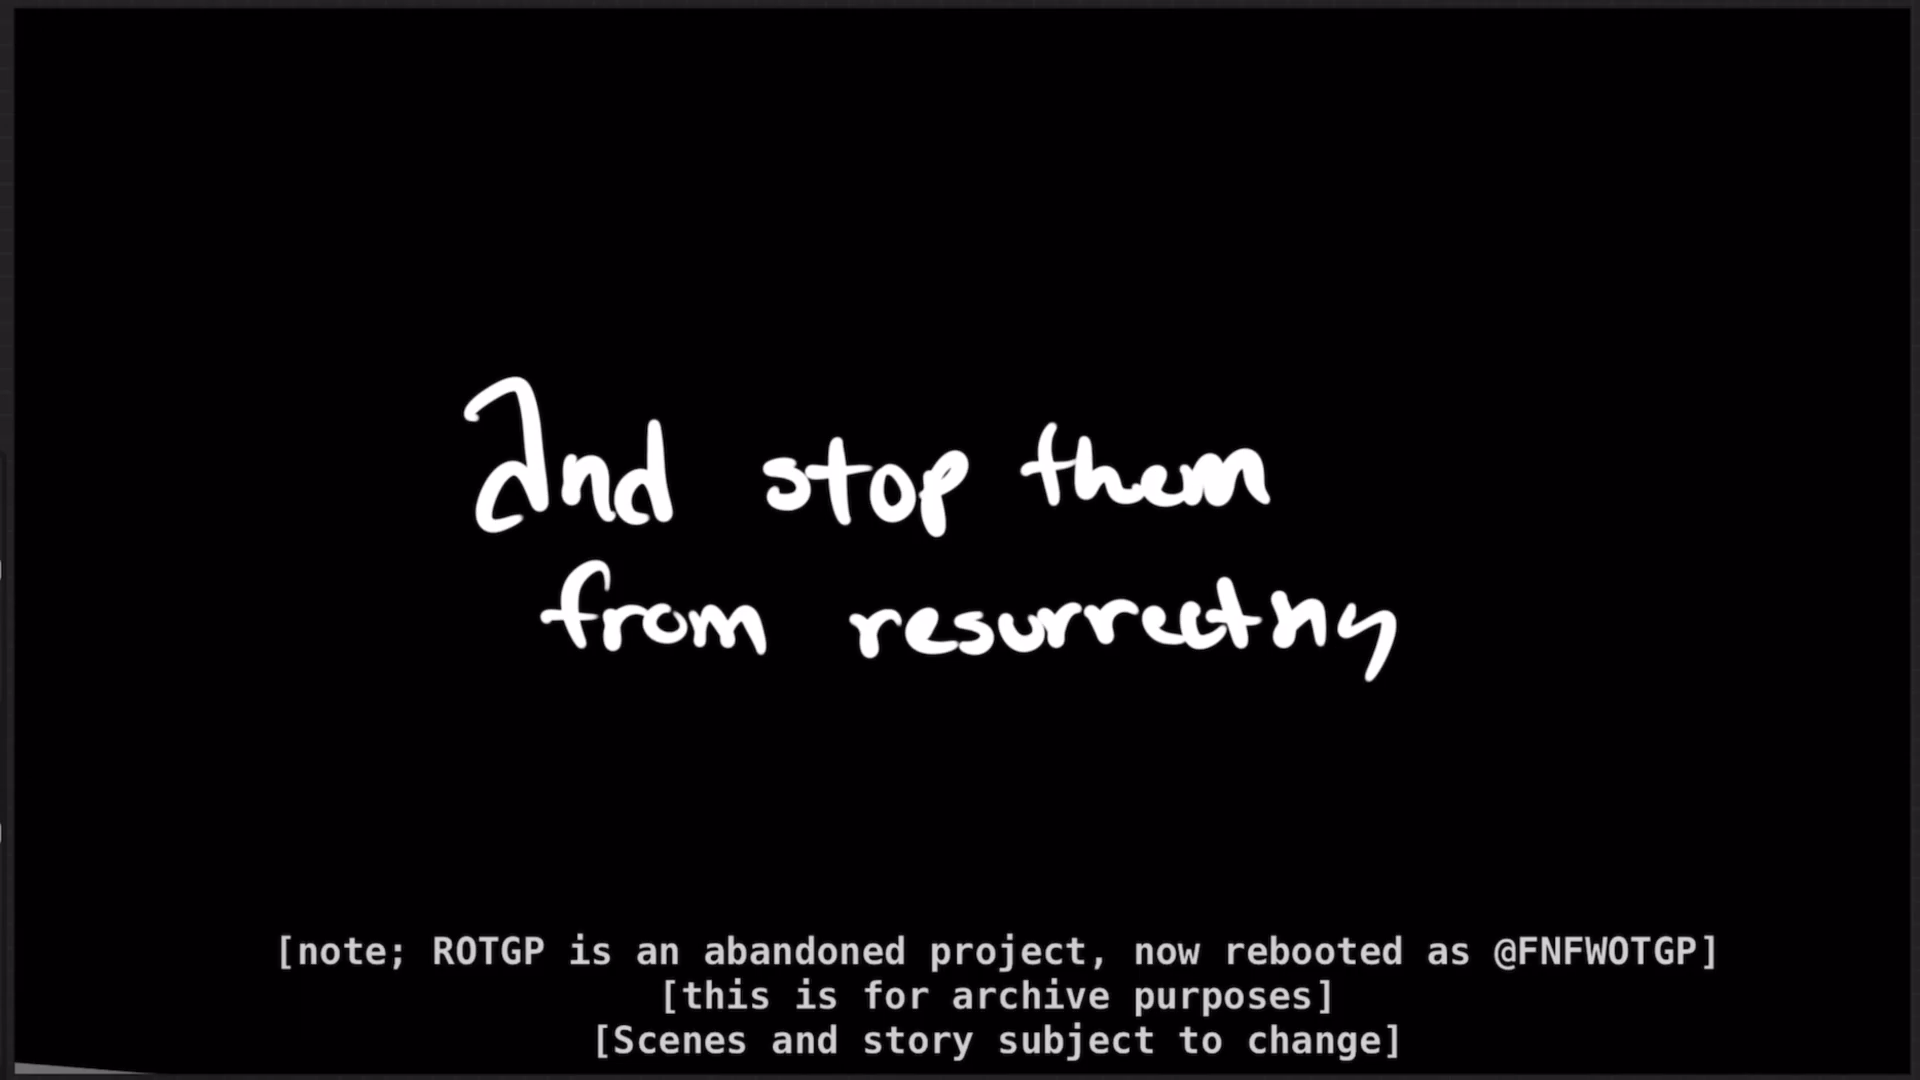 And stop them
from resurrectny
[note; ROTGP is an abandoned project, now rebooted as @FNFWOTGP]
[this is for archive purposes]
[Scenes and story subject to change]